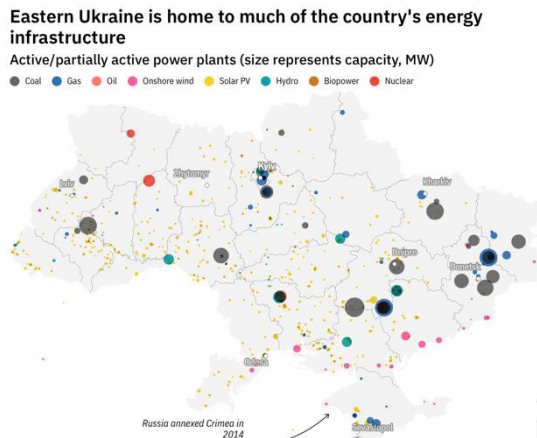 Eastern Ukraine is home to much of the country's energy
infrastructure
Active/partially active power plants (size represents capacity, MW)
Coal Gas Oil Onshore wind Solar PV Hydro Biopower Nuclear
Kyiv
Zhytomyr
Lviv
Kharkiv
Dnipro
Donetsk
Odesa
Russia annexed Crimea in
2014
Sevastopol